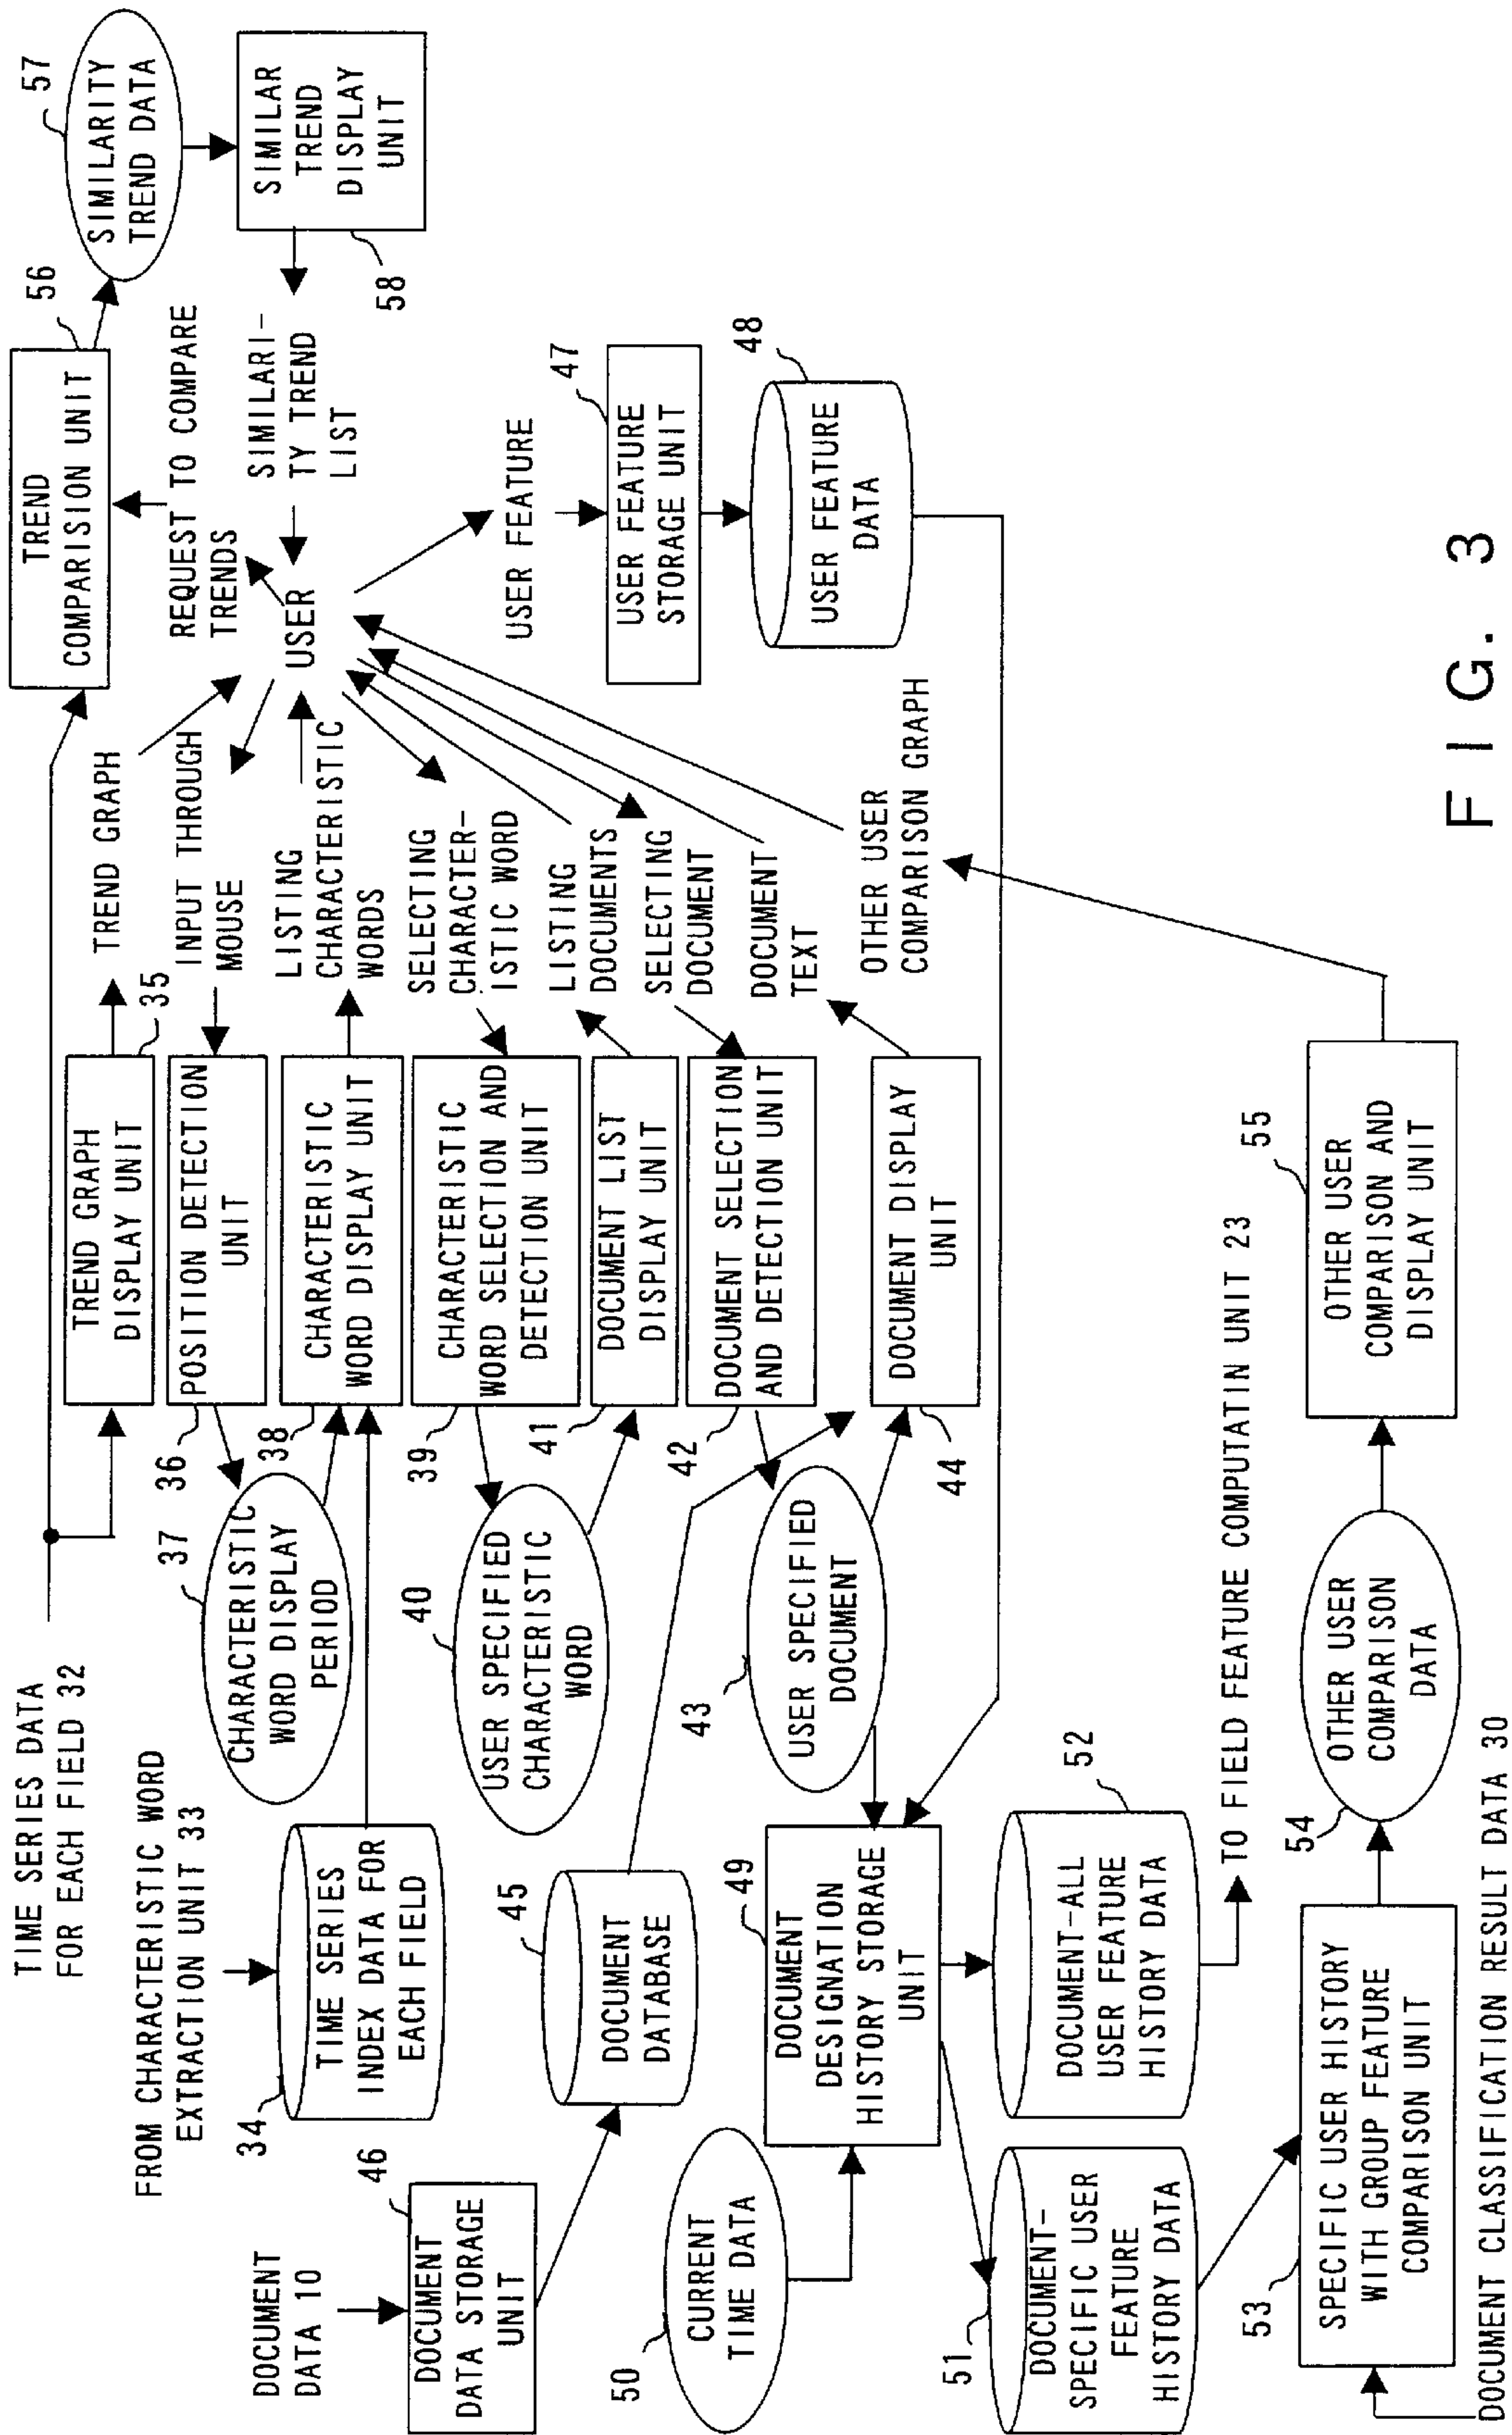 TIME SERIES DATA
FOR EACH FIELD 32
FROM CHARACTERISTIC WORD
EXTRACTION UNIT 33
34
TIME SERIES
INDEX DATA FOR
EACH FIELD
DOCUMENT
DATA 10
46
DOCUMENT
DATA STORAGE
UNIT
45
DOCUMENT
DATABASE
35
TREND GRAPH
DISPLAY UNIT
TREND GRAPH
36
POSITION DETECTION
UNIT
INPUT THROUGH
MOUSE
37
CHARACTERISTIC
WORD DISPLAY
PERIOD
38
CHARACTERISTIC
WORD DISPLAY UNIT
LISTING
CHARACTERISTIC
WORDS
39
CHARACTERISTIC
WORD SELECTION AND
DETECTION UNIT
SELECTING
CHARACTER-
ISTIC WORD
40
USER SPECIFIED
CHARACTERISTIC
WORD
41
DOCUMENT LIST
DISPLAY UNIT
LISTING
DOCUMENTS
42
DOCUMENT SELECTION
AND DETECTION UNIT
SELECTING
DOCUMENT
43
USER SPECIFIED
DOCUMENT
44
DOCUMENT DISPLAY
UNIT
DOCUMENT
TEXT
OTHER USER
COMPARISON GRAPH
USER
TREND
COMPARISION UNIT
56
REQUEST TO COMPARE
TRENDS
57
SIMILARITY
TREND DATA
SIMILAR
TREND
DISPLAY
UNIT
58
SIMILARI-
TY TREND
LIST
USER FEATURE
47
USER FEATURE
STORAGE UNIT
48
USER FEATURE
DATA
50
CURRENT
TIME DATA
49
DOCUMENT
DESIGNATION
HISTORY STORAGE
UNIT
51
DOCUMENT-
SPECIFIC USER
FEATURE
HISTORY DATA
52
DOCUMENT-ALL
USER FEATURE
HISTORY DATA
TO FIELD FEATURE COMPUTATIN UNIT 23
53
SPECIFIC USER HISTORY
WITH GROUP FEATURE
COMPARISON UNIT
DOCUMENT CLASSIFICATION RESULT DATA 30
54
OTHER USER
COMPARISON
DATA
55
OTHER USER
COMPARISON AND
DISPLAY UNIT
FIG. 3